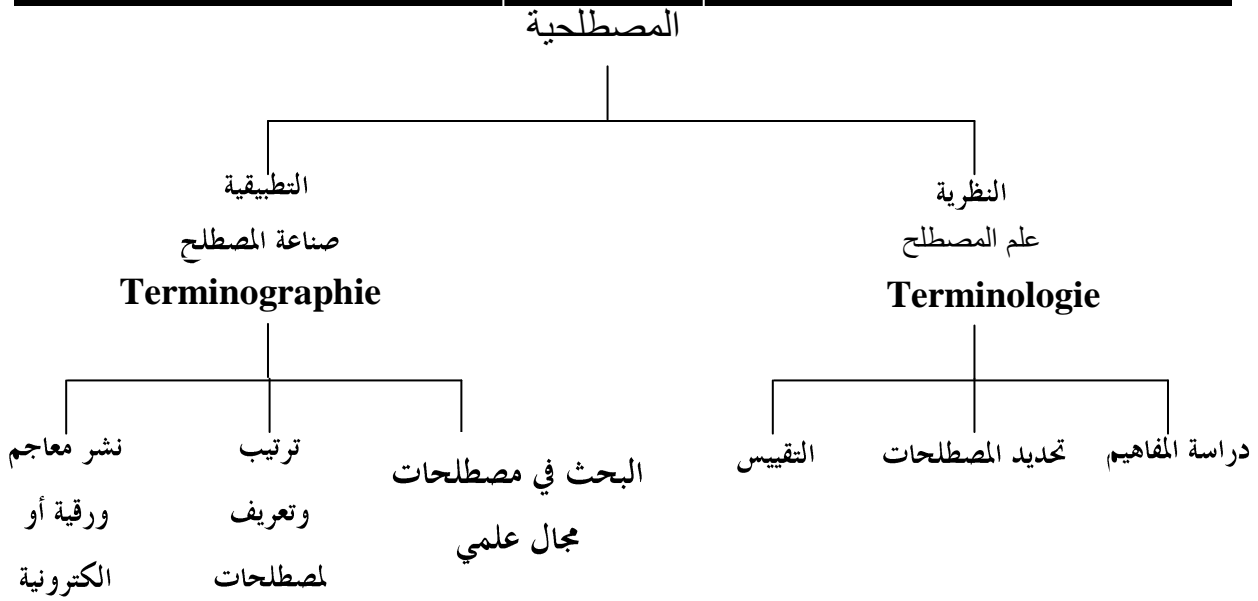 المصطلحية
النظرية
علم المصطلح
Terminologie
دراسة المفاهيم
تحديد المصطلحات
التقييس
التطبيقية
صناعة المصطلح
Terminographie
البحث في مصطلحات
مجال علمي
ترتيب
وتعريف
لمصطلحات
نشر معاجم
ورقية أو
الكترونية